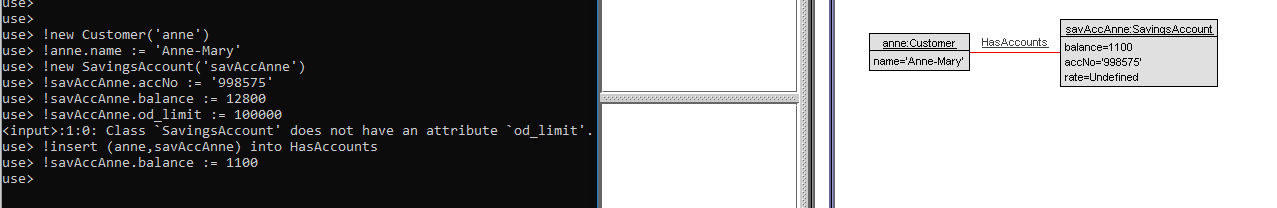 use>
use>
use> !new Customer('anne')
use> !anne.name := 'Anne-Mary'
use> !new SavingsAccount('savAccAnne')
use> !savAccAnne.accNo := '998575'
use> !savAccAnne.balance := 12800
use> !savAccAnne.od_limit := 100000
<input>:1:0: Class `SavingsAccount' does not have an attribute `od_limit'.
use> !insert (anne,savAccAnne) into HasAccounts
use> !savAccAnne.balance := 1100
use>
anne:Customer
name='Anne-Mary'
HasAccounts
savAccAnne:SavingsAccount
balance=1100
accNo='998575'
rate=Undefined